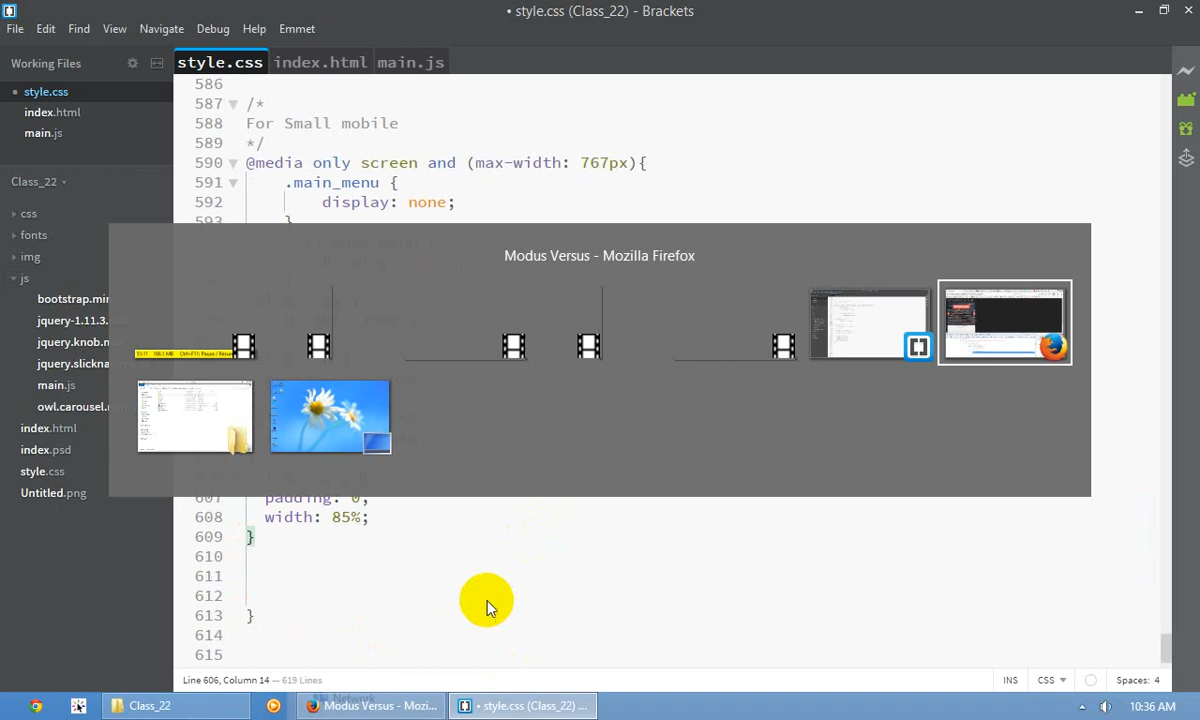 • style.css (Class_22) - Brackets
File Edit Find View Navigate Debug Help Emmet
Working Files
• style.css
index.html
main.js
Class_22
css
fonts
img
js
bootstrap.mi
jquery-1.11.3.
jquery.knob.m
jquery.slickna
main.js
owl.carousel.
index.html
index.psd
style.css
Untitled.png
style.css index.html main.js
586
587 /*
588 For Small mobile
589 */
590 @media only screen and (max-width: 767px){
591 .main_menu {
592 display: none;
593 }
Modus Versus - Mozilla Firefox
607 padding: 0;
608 width: 85%;
609 }
610
611
612
613 }
614
615
Line 606, Column 14 — 619 Lines
INS CSS Spaces: 4
Class_22
Modus Versus - Mozi...
• style.css (Class_22) ...
10:36 AM